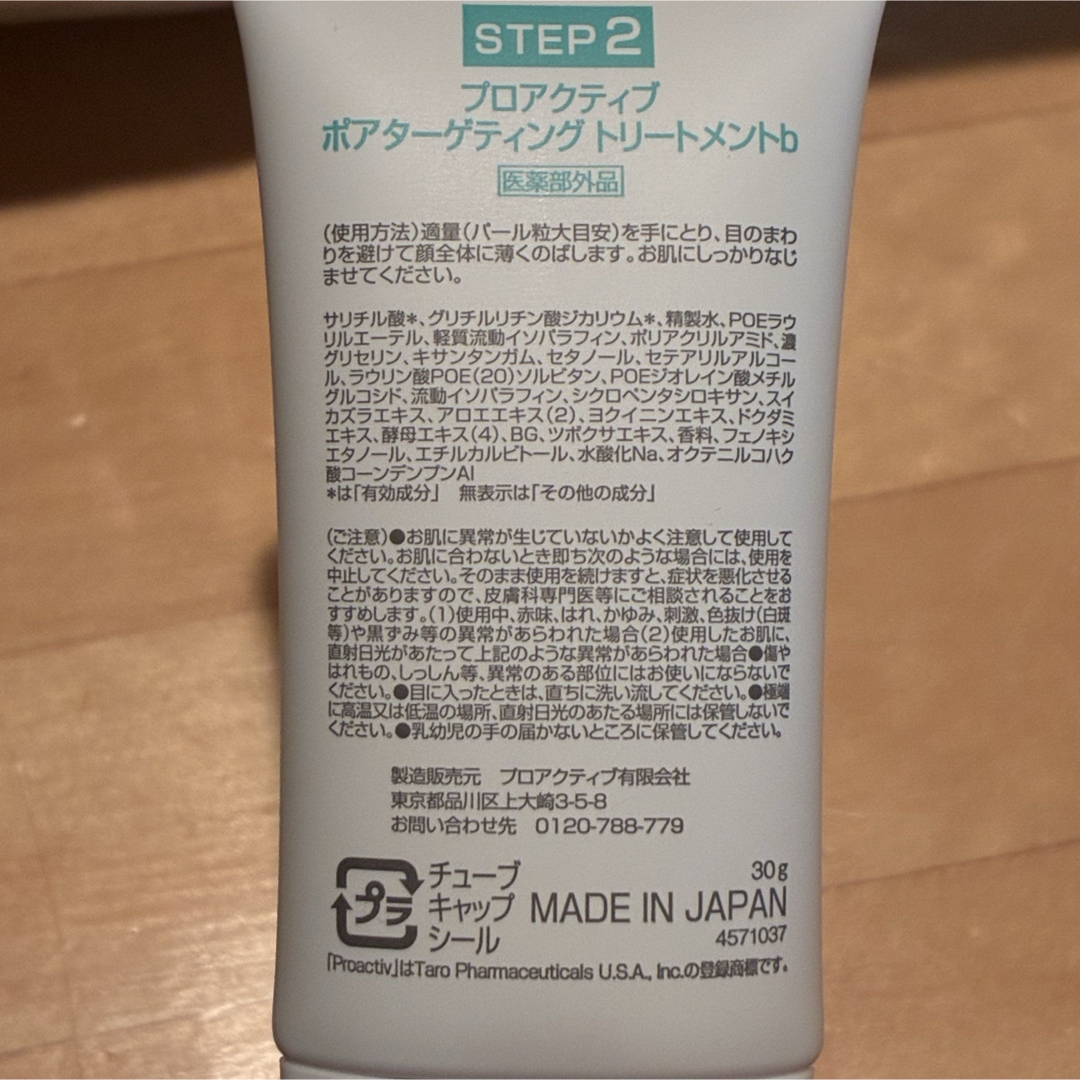 STEP 2
プロアクティブ
ポアターゲティング トリートメントb
医薬部外品
(使用方法)適量(パール粒大目安)を手にとり、目のまわ
りを避けて顔全体に薄くのばします。お肌にしっかりなじ
ませてください。
サリチル酸*、グリチルリチン酸ジカリウム*、精製水、POEラウ
リルエーテル、軽質流動イソパラフィン、ポリアクリルアミド、濃
グリセリン、キサンタンガム、セタノール、セテアリルアルコー
ル、ラウリン酸POE(20)ソルビタン、POEジオレイン酸メチル
グルコシド、流動イソパラフィン、シクロペンタシロキサン、スイ
カズラエキス、アロエエキス(2)、ヨクイニンエキス、ドクダミ
エキス、酵母エキス(4)、BG、ツボクサエキス、香料、フェノキシ
エタノール、エチルカルビトール、水酸化Na、オクテニルコハク
酸コーンデンプンAl
*は「有効成分」 無表示は「その他の成分」
(ご注意)●お肌に異常が生じていないかよく注意して使用して
ください。お肌に合わないとき即ち次のような場合には、使用を
中止してください。そのまま使用を続けますと、症状を悪化させる
ことがありますので、皮膚科専門医等にご相談されることをお
すすめします。(1)使用中、赤味、はれ、かゆみ、刺激、色抜け(白斑
等)や黒ずみ等の異常があらわれた場合(2)使用したお肌に、
直射日光があたって上記のような異常があらわれた場合●傷や
はれもの、しっしん等、異常のある部位にはお使いにならないで
ください。●目に入ったときは、直ちに洗い流してください。●極端
に高温又は低温の場所、直射日光のあたる場所には保管しないで
ください。●乳幼児の手の届かないところに保管してください。
製造販売元 プロアクティブ有限会社
東京都品川区上大崎3-5-8
お問い合わせ先 0120-788-779
プラ
チューブ
キャップ
シール
30g
MADE IN JAPAN
4571037
「Proactiv」はTaro Pharmaceuticals U.S.A., Inc.の登録商標です。